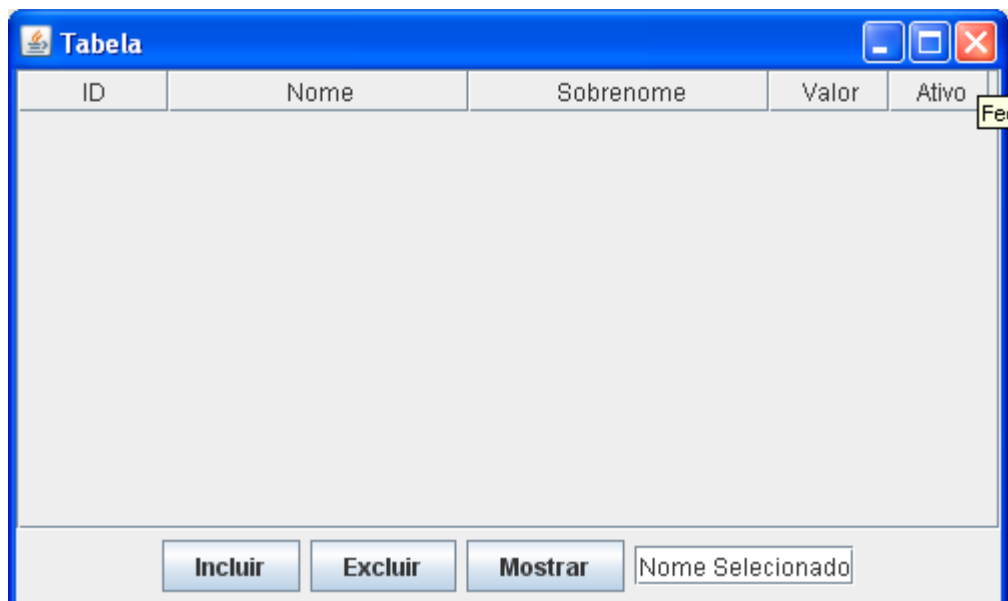 Tabela
ID Nome Sobrenome Valor Ativo
Incluir Excluir Mostrar Nome Selecionado